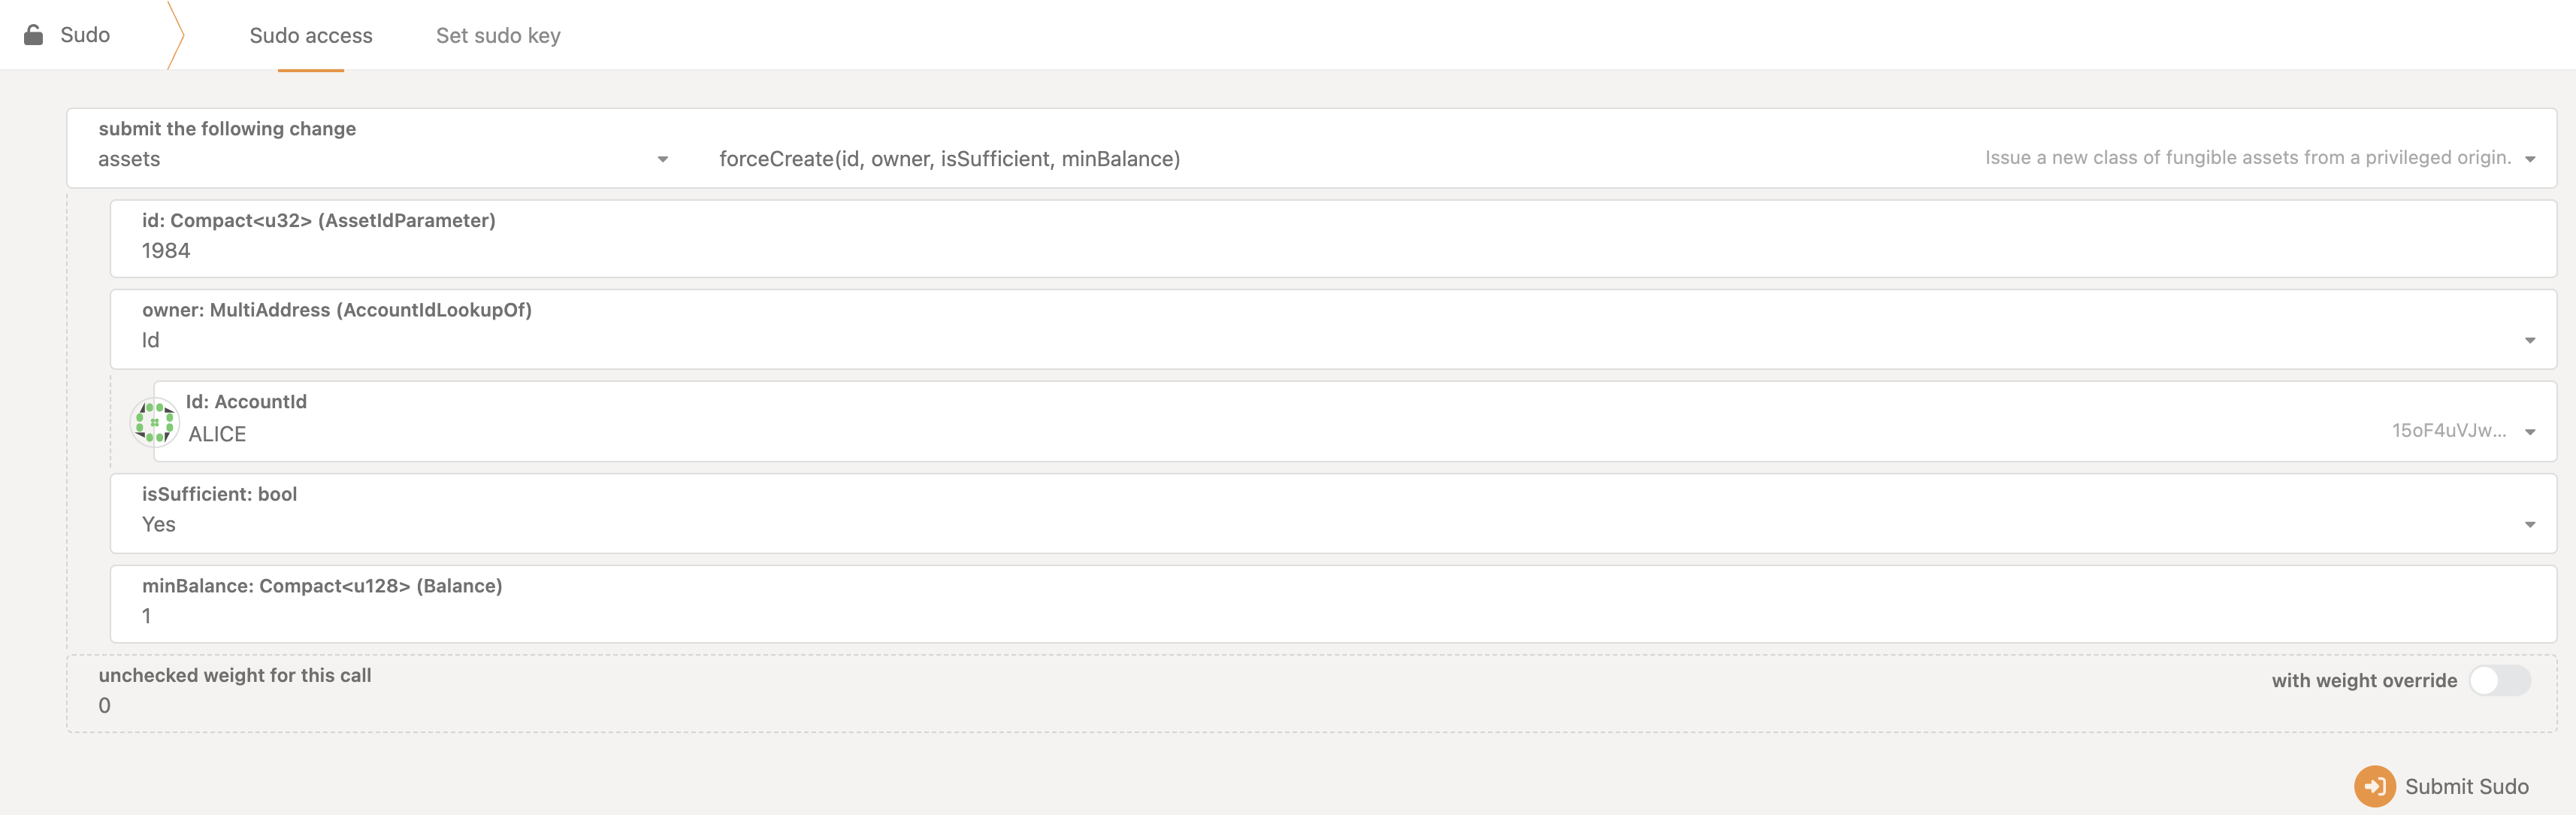 Sudo
Sudo access
Set sudo key
submit the following change
assets
forceCreate(id, owner, isSufficient, minBalance)
Issue a new class of fungible assets from a privileged origin.
id: Compact<u32> (AssetIdParameter)
1984
owner: MultiAddress (AccountIdLookupOf)
Id
Id: AccountId
ALICE
15oF4uVJw...
isSufficient: bool
Yes
minBalance: Compact<u128> (Balance)
1
unchecked weight for this call
0
with weight override
Submit Sudo